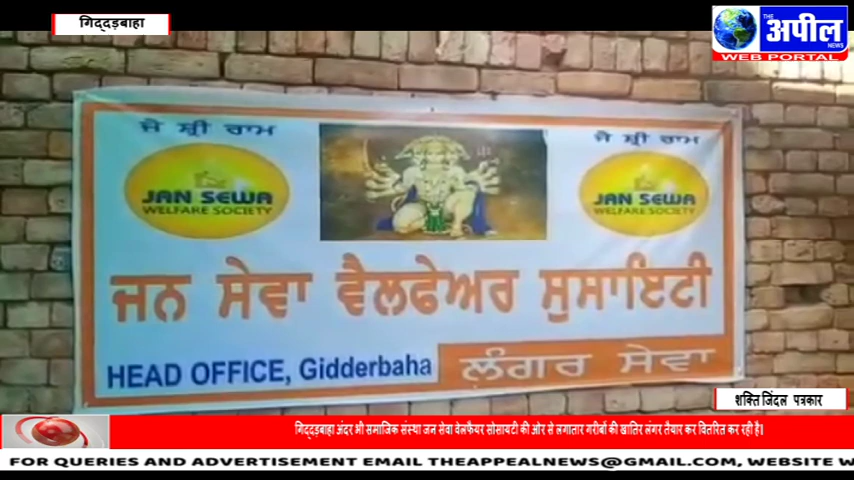 गिद्दड़बाहा
THE
अपील
NEWS
WEB PORTAL
ਜੈ ਸ਼੍ਰੀ ਰਾਮ
ਜੈ ਸ਼੍ਰੀ ਰਾਮ
JAN SEWA
WELFARE SOCIETY
JAN SEWA
WELFARE SOCIETY
ਜਨ ਸੇਵਾ ਵੈਲਫੇਅਰ ਸੁਸਾਇਟੀ
HEAD OFFICE, Gidderbaha
ਲੰਗਰ ਸੇਵਾ
शक्ति जिंदल पत्रकार
गिद्दड़बाहा अंदर भी समाजिक संस्था जन सेवा वेलफैयर सोसायटी की ओर से लगातार गरीबों की खातिर लंगर तैयार कर वितरित कर रही है।
FOR QUERIES AND ADVERTISEMENT EMAIL THEAPPEALNEWS@GMAIL.COM, WEBSITE W